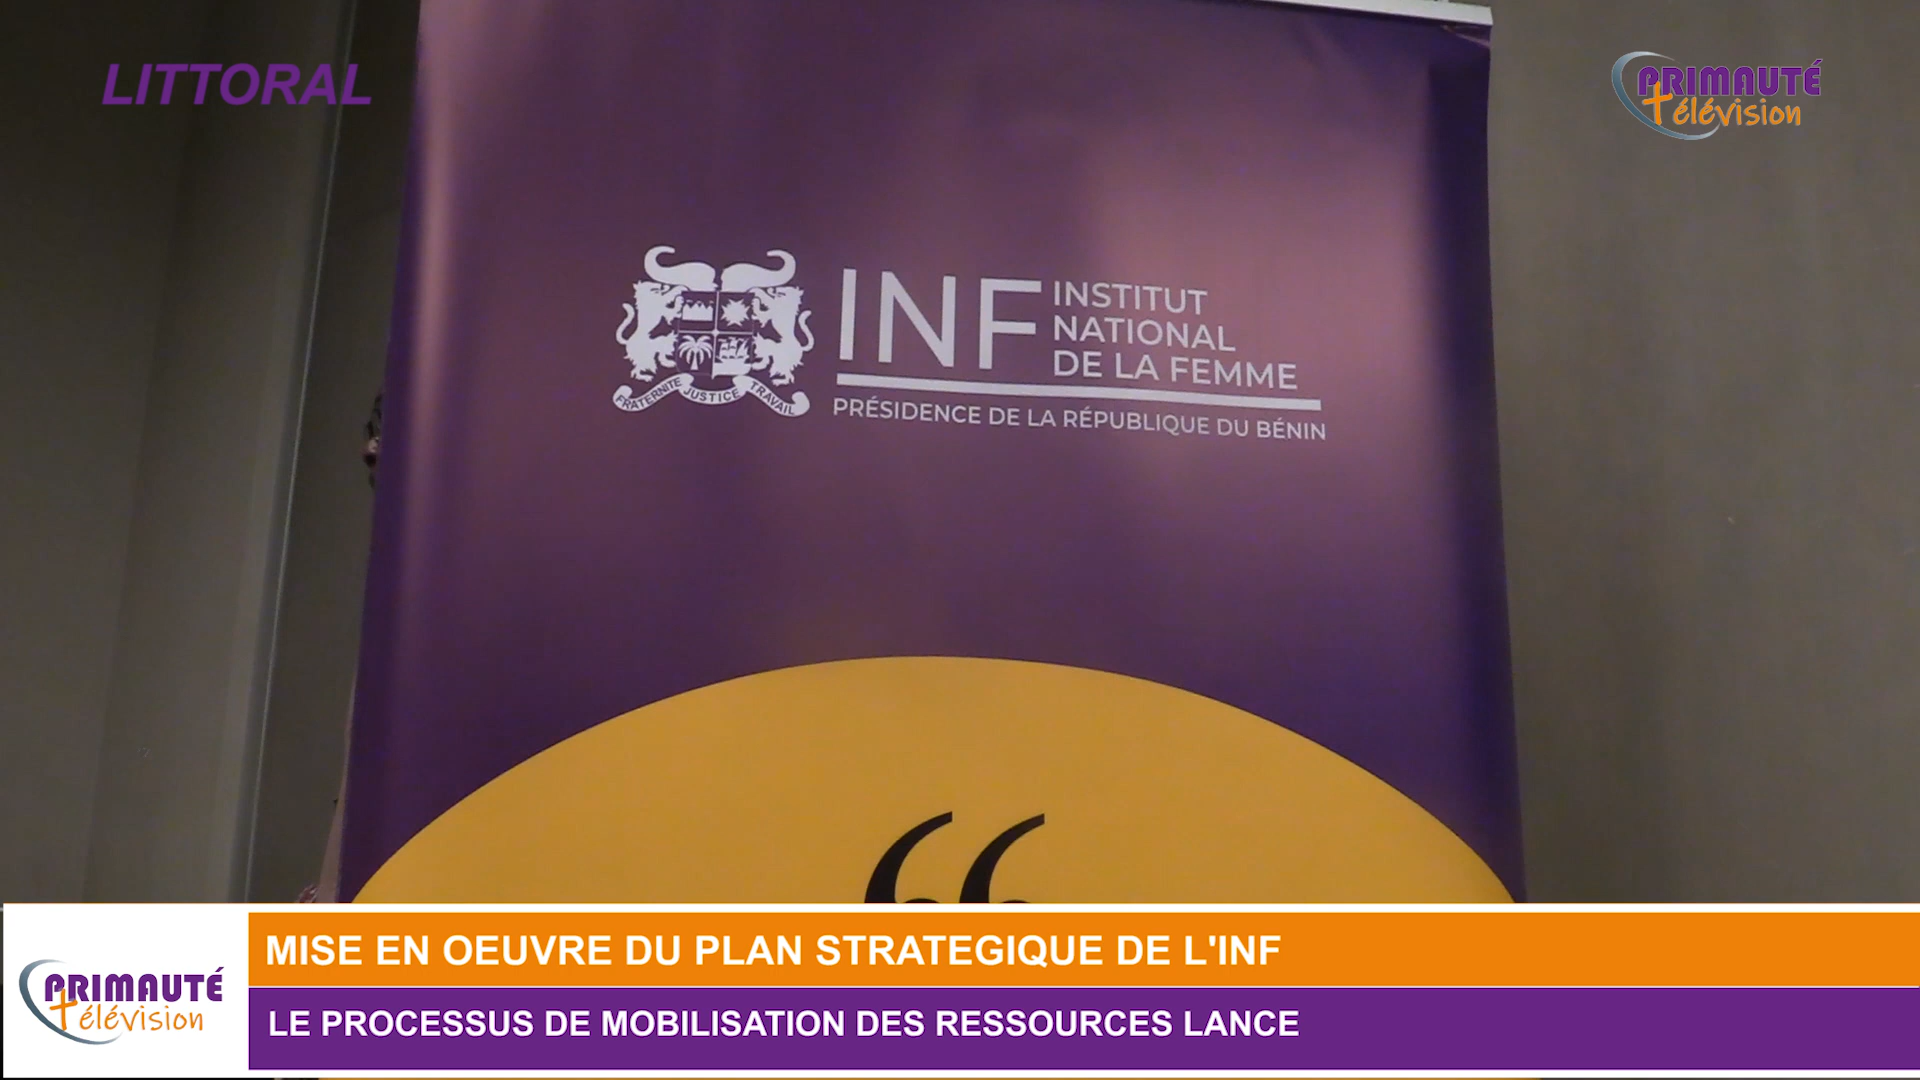 LITTORAL
PRIMAUTÉ
Télévision
INF
INSTITUT
NATIONAL
DE LA FEMME
FRATERNITE JUSTICE TRAVAIL
PRÉSIDENCE DE LA RÉPUBLIQUE DU BÉNIN
“
MISE EN OEUVRE DU PLAN STRATEGIQUE DE L'INF
LE PROCESSUS DE MOBILISATION DES RESSOURCES LANCE
PRIMAUTÉ
Télévision